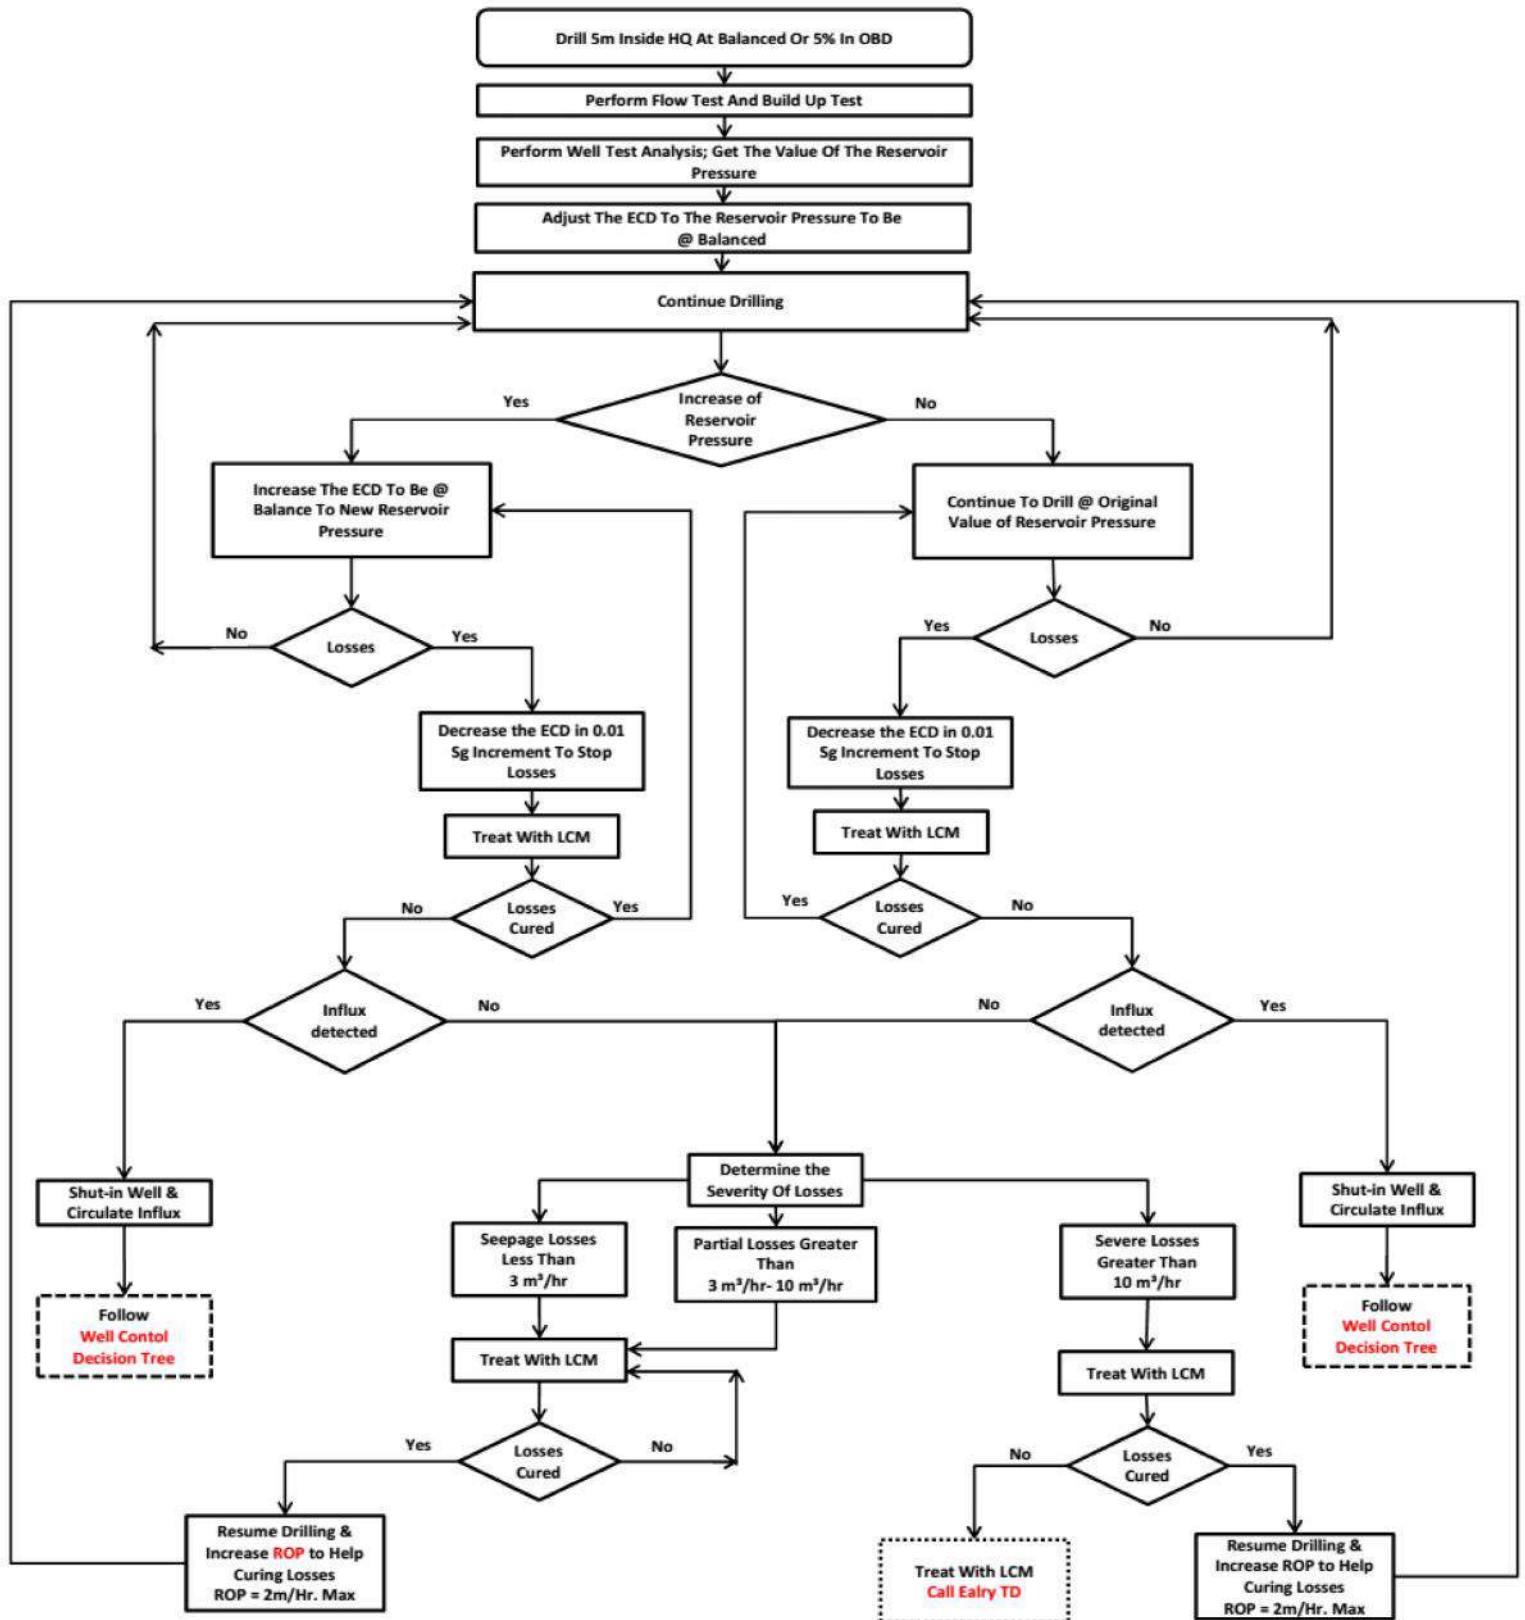 Drill 5m Inside HQ At Balanced Or 5% In OBD
Perform Flow Test And Build Up Test
Perform Well Test Analysis; Get The Value Of The Reservoir
Pressure
Adjust The ECD To The Reservoir Pressure To Be
@ Balanced
Continue Drilling
Increase of
Reservoir
Pressure
Yes
No
Increase The ECD To Be @
Balance To New Reservoir
Pressure
Continue To Drill @ Original
Value of Reservoir Pressure
No
Losses
Yes
Yes
Losses
No
Decrease the ECD in 0.01
Sg Increment To Stop
Losses
Decrease the ECD in 0.01
Sg Increment To Stop
Losses
Treat With LCM
Treat With LCM
No
Losses
Cured
Yes
Yes
Losses
Cured
No
Yes
Influx
detected
No
No
Influx
detected
Yes
Shut-in Well &
Circulate Influx
Determine the
Severity Of Losses
Shut-in Well &
Circulate Influx
Seepage Losses
Less Than
3 m³/hr
Partial Losses Greater
Than
3 m³/hr- 10 m³/hr
Severe Losses
Greater Than
10 m³/hr
Follow
Well Contol
Decision Tree
Follow
Well Contol
Decision Tree
Treat With LCM
Treat With LCM
Yes
Losses
Cured
No
No
Losses
Cured
Yes
Resume Drilling &
Increase ROP to Help
Curing Losses
ROP = 2m/Hr. Max
Treat With LCM
Call Ealry TD
Resume Drilling &
Increase ROP to Help
Curing Losses
ROP = 2m/Hr. Max